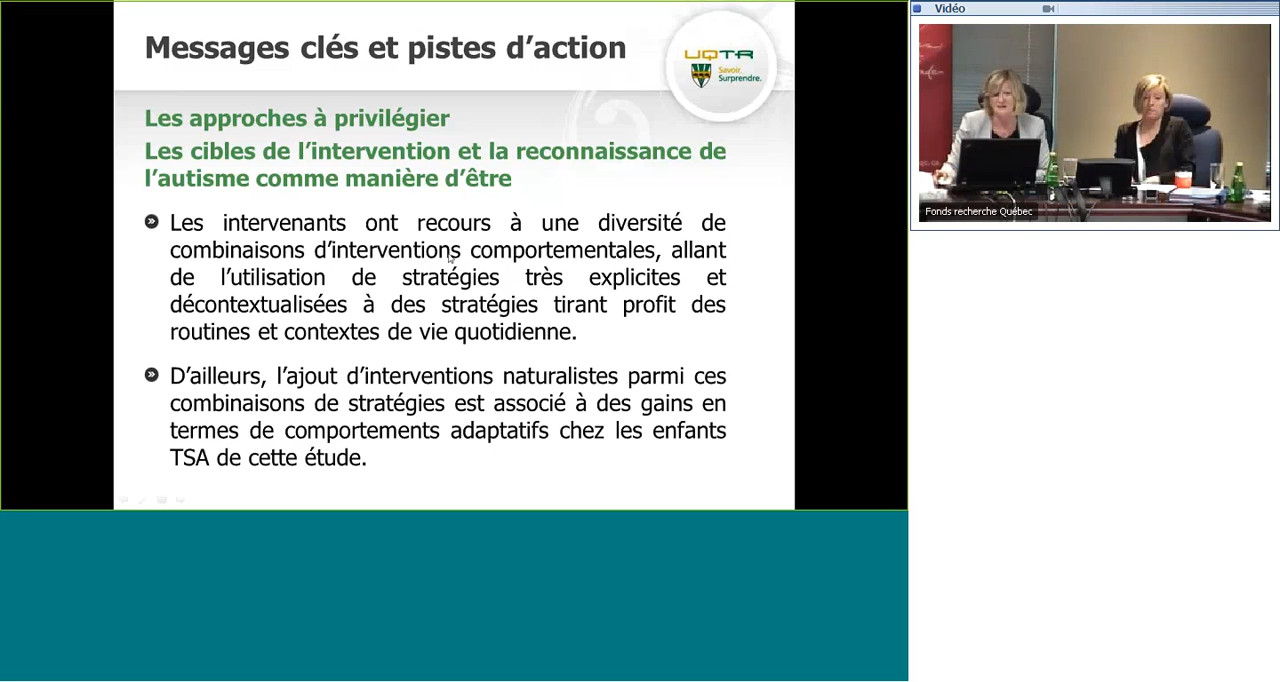 Messages clés et pistes d’action
UQTR
Savoir.
Surprendre.
Les approches à privilégier
Les cibles de l’intervention et la reconnaissance de
l’autisme comme manière d’être
Les intervenants ont recours à une diversité de
combinaisons d’interventions comportementales, allant
de l’utilisation de stratégies très explicites et
décontextualisées à des stratégies tirant profit des
routines et contextes de vie quotidienne.
D’ailleurs, l’ajout d’interventions naturalistes parmi ces
combinaisons de stratégies est associé à des gains en
termes de comportements adaptatifs chez les enfants
TSA de cette étude.
Vidéo
Fonds recherche Québec